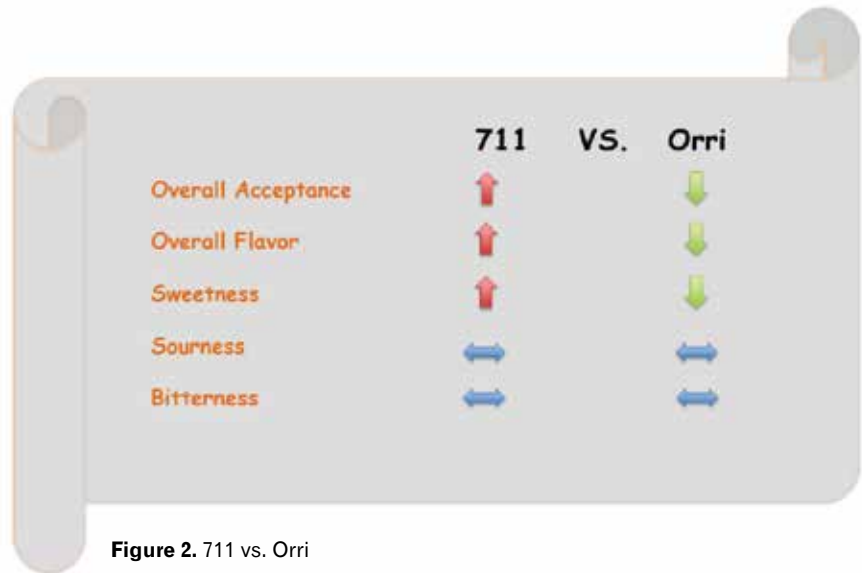 711 VS. Orri
Overall Acceptance
Overall Flavor
Sweetness
Sourness
Bitterness
Figure 2. 711 vs. Orri